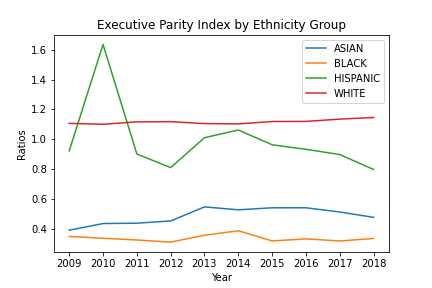 Executive Parity Index by Ethnicity Group
ASIAN
BLACK
HISPANIC
WHITE
Ratios
1.6
1.4
1.2
1.0
0.8
0.6
0.4
2009 2010 2011 2012 2013 2014 2015 2016 2017 2018
Year